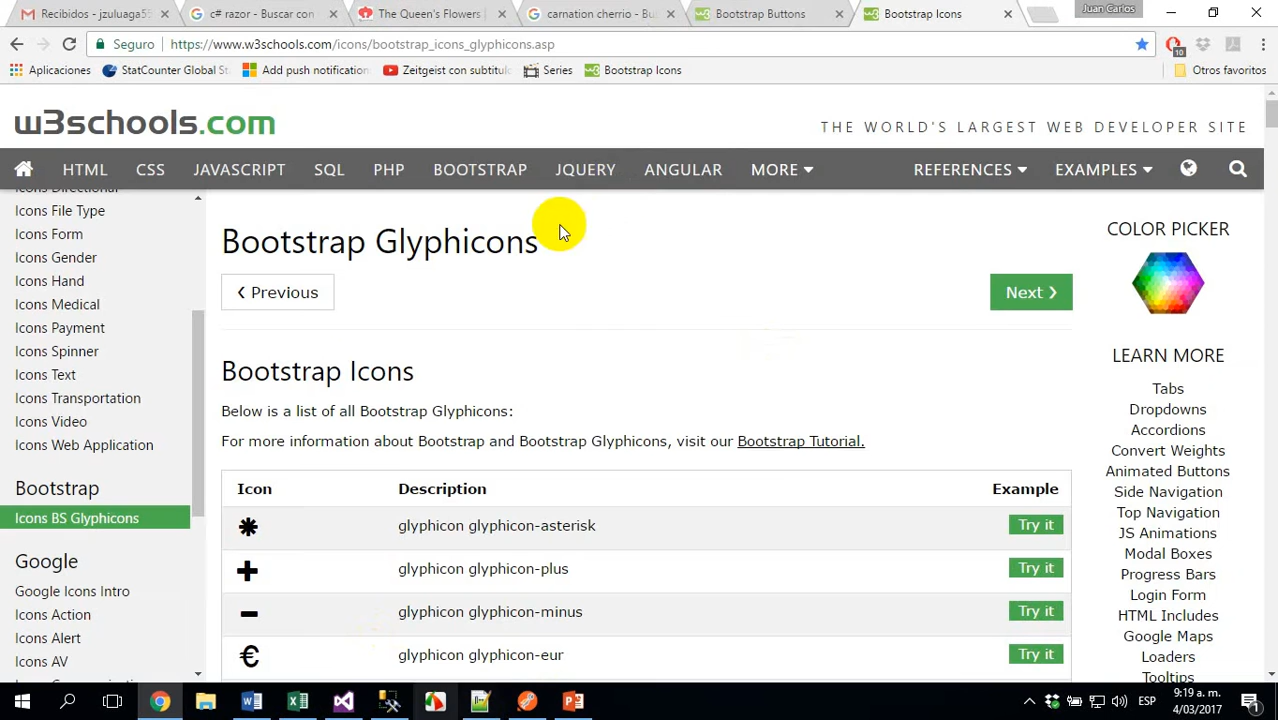 Recibidos - jzuluaga5
c# razor - Buscar con
The Queen's Flowers |
carnation cherrio - Bu
Bootstrap Buttons
Bootstrap Icons
Juan Carlos
Seguro
https://www.w3schools.com/icons/bootstrap_icons_glyphicons.asp
10
Aplicaciones
StatCounter Global St
Add push notification
Zeitgeist con subtitul
Series
Bootstrap Icons
Otros favoritos
w3schools.com
THE WORLD'S LARGEST WEB DEVELOPER SITE
HTML CSS JAVASCRIPT SQL PHP BOOTSTRAP JQUERY ANGULAR MORE REFERENCES EXAMPLES
Icons Directional
Icons File Type
Icons Form
Icons Gender
Icons Hand
Icons Medical
Icons Payment
Icons Spinner
Icons Text
Icons Transportation
Icons Video
Icons Web Application
Bootstrap
Icons BS Glyphicons
Google
Google Icons Intro
Icons Action
Icons Alert
Icons AV
Bootstrap Glyphicons
❮ Previous
Next ❯
Bootstrap Icons
Below is a list of all Bootstrap Glyphicons:
For more information about Bootstrap and Bootstrap Glyphicons, visit our Bootstrap Tutorial.
Icon Description Example
glyphicon glyphicon-asterisk Try it
glyphicon glyphicon-plus Try it
glyphicon glyphicon-minus Try it
€ glyphicon glyphicon-eur Try it
COLOR PICKER
LEARN MORE
Tabs
Dropdowns
Accordions
Convert Weights
Animated Buttons
Side Navigation
Top Navigation
JS Animations
Modal Boxes
Progress Bars
Login Form
HTML Includes
Google Maps
Loaders
Tooltips
ESP
9:19 a. m.
4/03/2017